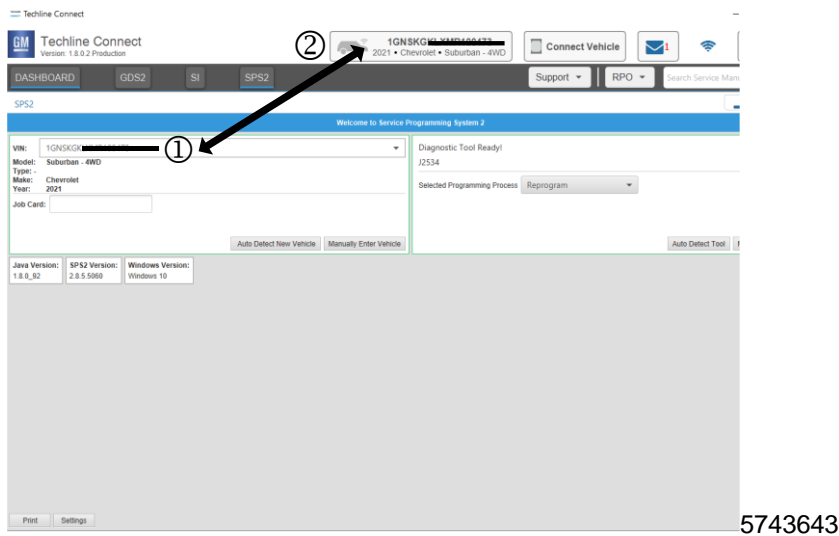 Techline Connect
GM Techline Connect
Version: 1.8.0.2 Production
② 1GNSKGKLXMR100473
2021 • Chevrolet • Suburban - 4WD
Connect Vehicle
1
DASHBOARD GDS2 SI SPS2 Support RPO Search Service Manu
SPS2
Welcome to Service Programming System 2
VIN: 1GNSKGK ①
Model: Suburban - 4WD
Type: -
Make: Chevrolet
Year: 2021
Job Card:
Auto Detect New Vehicle Manually Enter Vehicle
Diagnostic Tool Ready!
J2534
Selected Programming Process Reprogram
Auto Detect Tool
Java Version: SPS2 Version: Windows Version:
1.8.0_92 2.8.5.5060 Windows 10
Print Settings
5743643